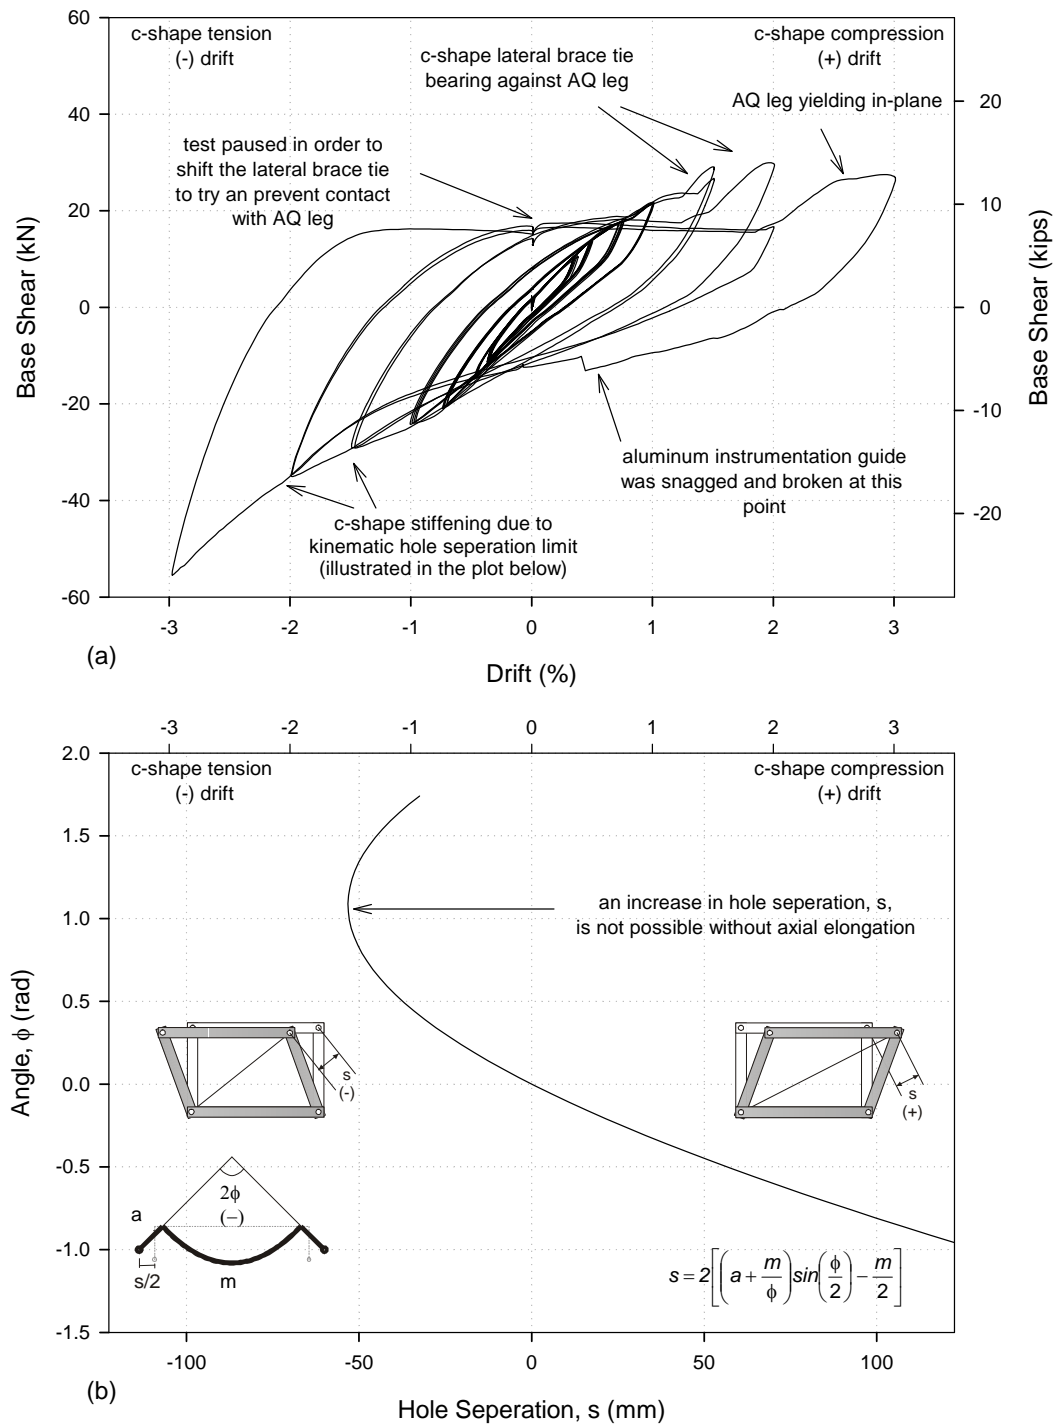 60
40
20
0
-20
-40
-60
Base Shear (kN)
c-shape tension
(-) drift
c-shape lateral brace tie
bearing against AQ leg
c-shape compression
(+) drift
AQ leg yielding in-plane
test paused in order to
shift the lateral brace tie
to try an prevent contact
with AQ leg
aluminum instrumentation guide
was snagged and broken at this
point
c-shape stiffening due to
kinematic hole seperation limit
(illustrated in the plot below)
20
10
0
-10
-20
Base Shear (kips)
-3 -2 -1 0 1 2 3
(a)
Drift (%)
-3 -2 -1 0 1 2 3
2.0
1.5
1.0
0.5
0.0
-0.5
-1.0
-1.5
Angle, ϕ (rad)
c-shape tension
(-) drift
c-shape compression
(+) drift
an increase in hole seperation, s,
is not possible without axial elongation
s
(-)
s
(+)
2ϕ
(−)
a
s/2
m
s=2[(a+m/ϕ)sin(ϕ/2)−m/2]
-100 -50 0 50 100
(b)
Hole Seperation, s (mm)